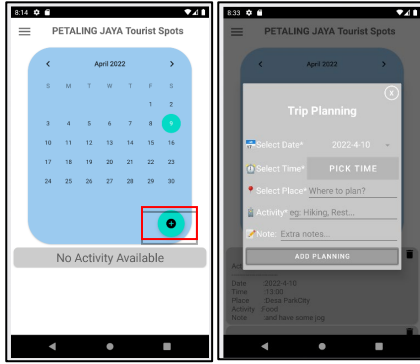 8:14
PETALING JAYA Tourist Spots
April 2022
S M T W T F S
1 2
3 4 5 6 7 8 9
10 11 12 13 14 15 16
17 18 19 20 21 22 23
24 25 26 27 28 29 30
No Activity Available
8:33
PETALING JAYA Tourist Spots
April 2022
X
Trip Planning
Select Date* 2022-4-10
Select Time* PICK TIME
Select Place* Where to plan?
Activity* eg: Hiking, Rest...
Note: Extra notes...
ADD PLANNING
Date :2022-4-10
Time :13:00
Place :Desa ParkCity
Activity :Food
Note :and have some jog